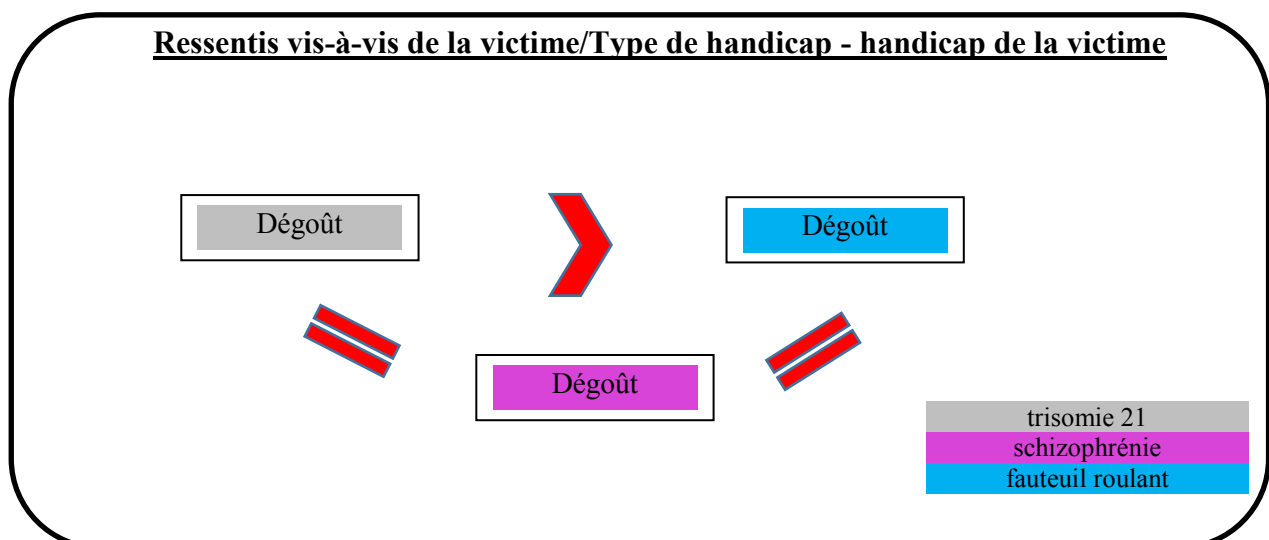 Ressentis vis-à-vis de la victime/Type de handicap - handicap de la victime
Dégoût
Dégoût
Dégoût
trisomie 21
schizophrénie
fauteuil roulant